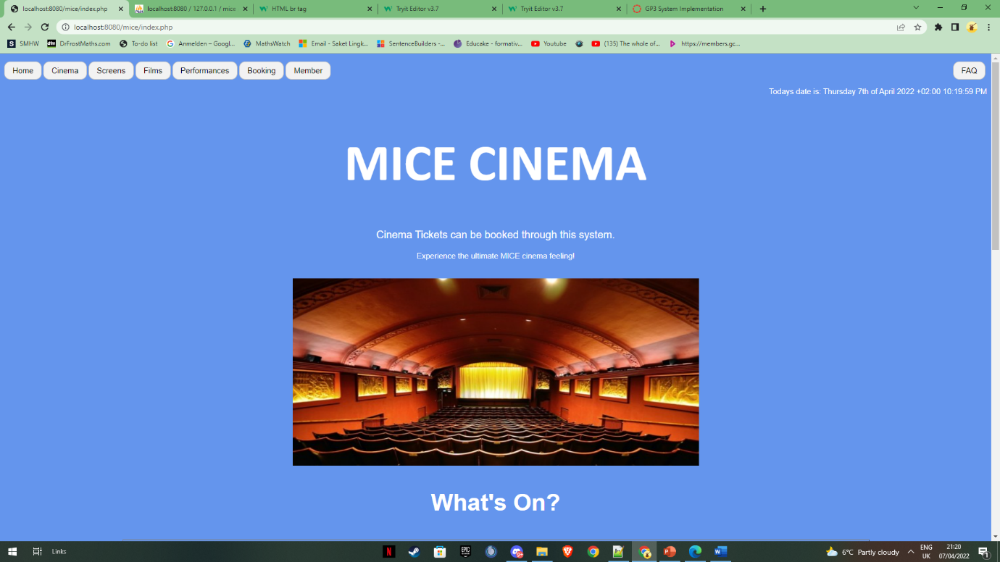 localhost:8080/mice/index.php
localhost:8080 / 127.0.0.1 / mice
HTML br tag
Tryit Editor v3.7
Tryit Editor v3.7
GP3 System Implementation
localhost:8080/mice/index.php
SMHW
DrFrostMaths.com
To-do list
Anmelden – Googl...
MathsWatch
Email - Saket Lingk...
SentenceBuilders -...
Educake - formativ...
Youtube
(135) The whole of...
https://members.gc...
Home
Cinema
Screens
Films
Performances
Booking
Member
FAQ
Todays date is: Thursday 7th of April 2022 +02:00 10:19:59 PM
MICE CINEMA
Cinema Tickets can be booked through this system.
Experience the ultimate MICE cinema feeling!
What's On?
Links
6°C Partly cloudy
ENG
UK
21:20
07/04/2022